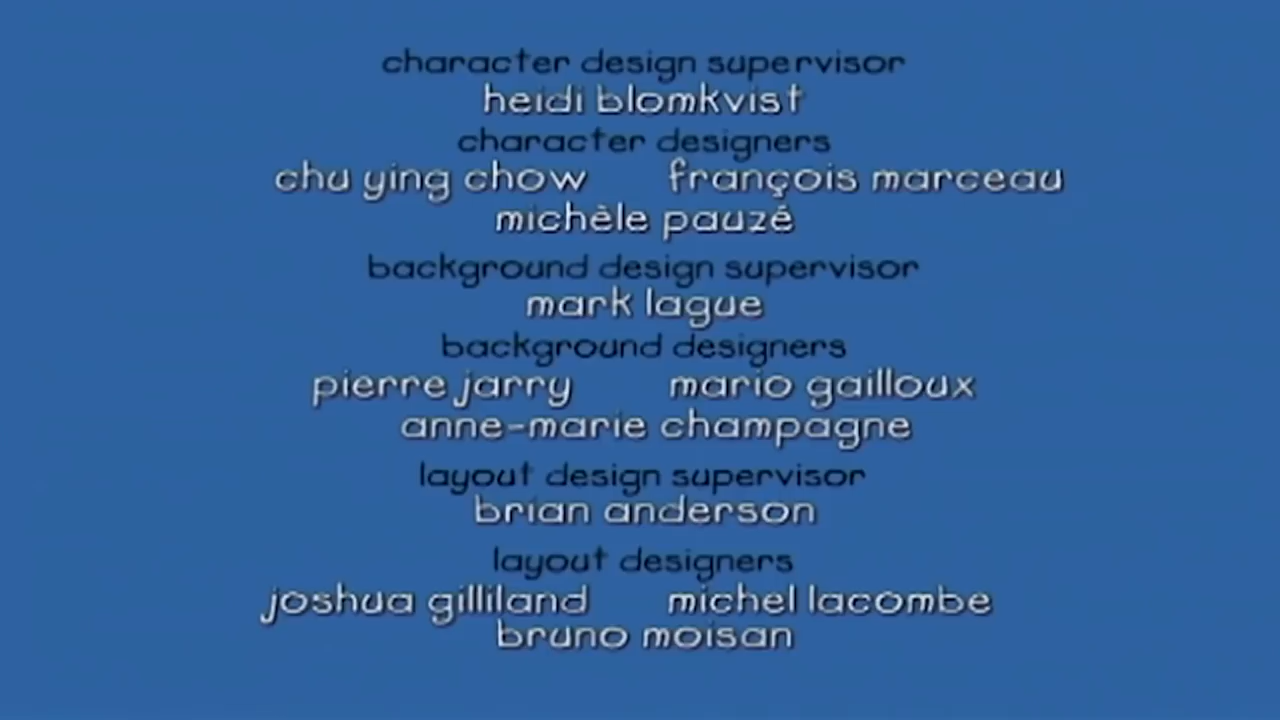 character design supervisor
heidi blomkvist
character designers
chu ying chow françois marceau
michèle pauzé
background design supervisor
mark lague
background designers
pierre jarry mario gailloux
anne-marie champagne
layout design supervisor
brian anderson
layout designers
joshua gilliland michel lacombe
bruno moisan